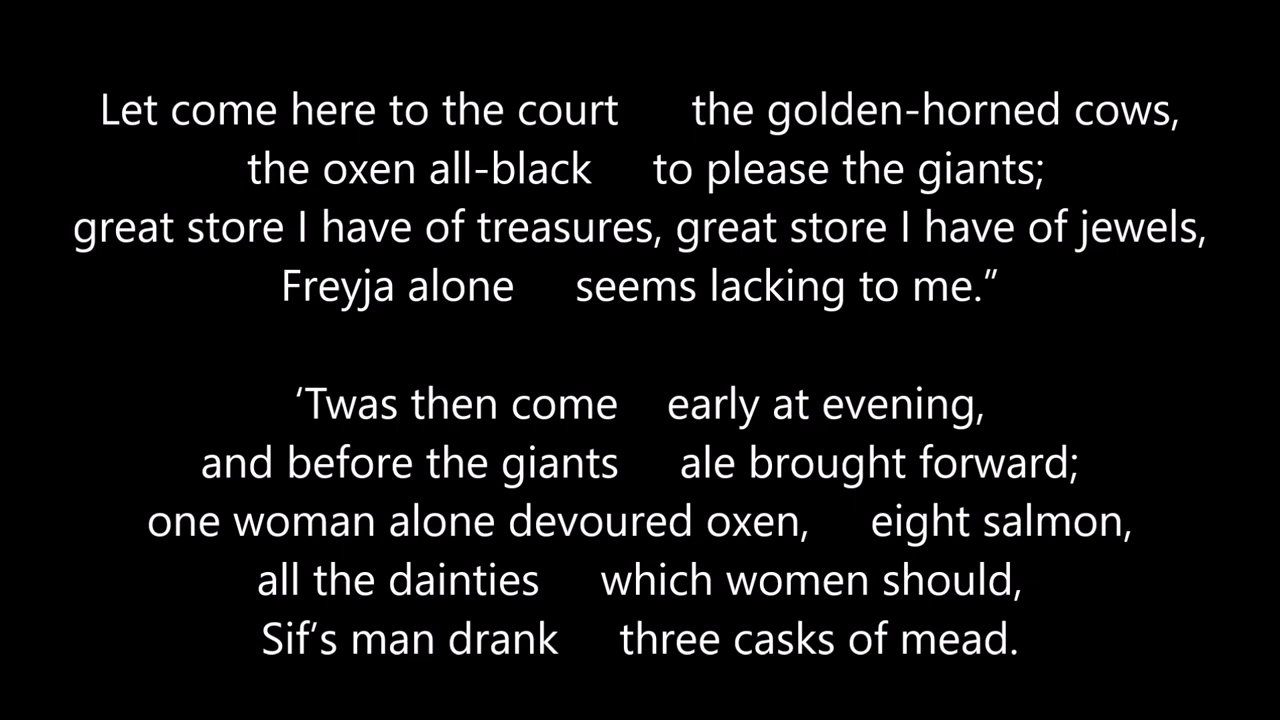 Let come here to the court the golden-horned cows,
the oxen all-black to please the giants;
great store I have of treasures, great store I have of jewels,
Freyja alone seems lacking to me.”
‘Twas then come early at evening,
and before the giants ale brought forward;
one woman alone devoured oxen, eight salmon,
all the dainties which women should,
Sif’s man drank three casks of mead.